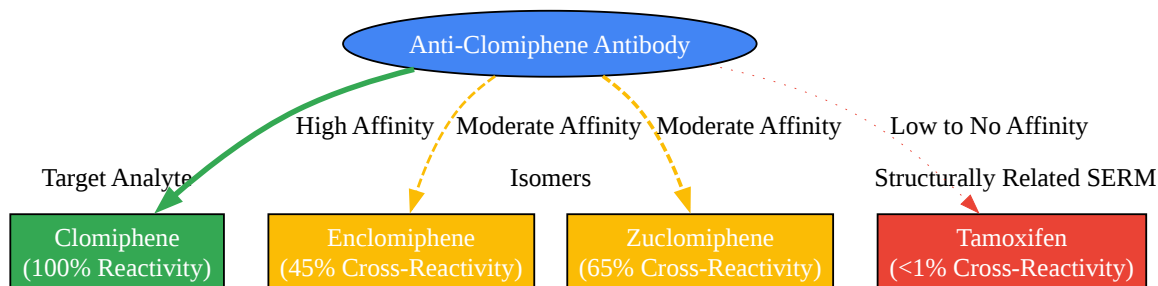 Anti-Clomiphene Antibody
High Affinity
Moderate Affinity
Moderate Affinity
Low to No Affinity
Target Analyte
Isomers
Structurally Related SERM
Clomiphene
(100% Reactivity)
Enclomiphene
(45% Cross-Reactivity)
Zuclomiphene
(65% Cross-Reactivity)
Tamoxifen
(<1% Cross-Reactivity)